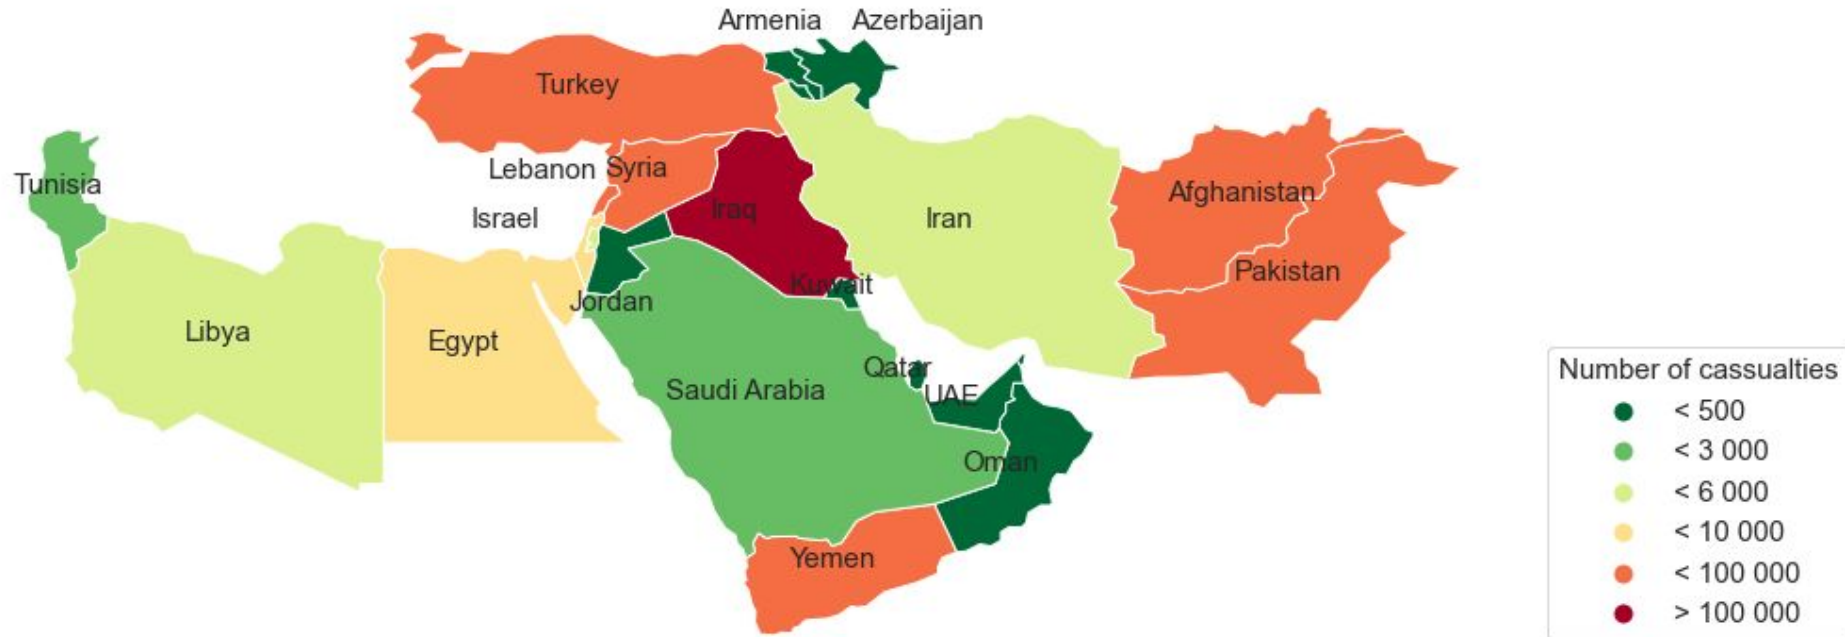 Armenia
Azerbaijan
Turkey
Lebanon
Syria
Tunisia
Afghanistan
Iraq
Israel
Iran
Pakistan
Kuwait
Jordan
Libya
Egypt
Qatar
Saudi Arabia
UAE
Oman
Yemen
Number of cassualties
< 500
< 3 000
< 6 000
< 10 000
< 100 000
> 100 000